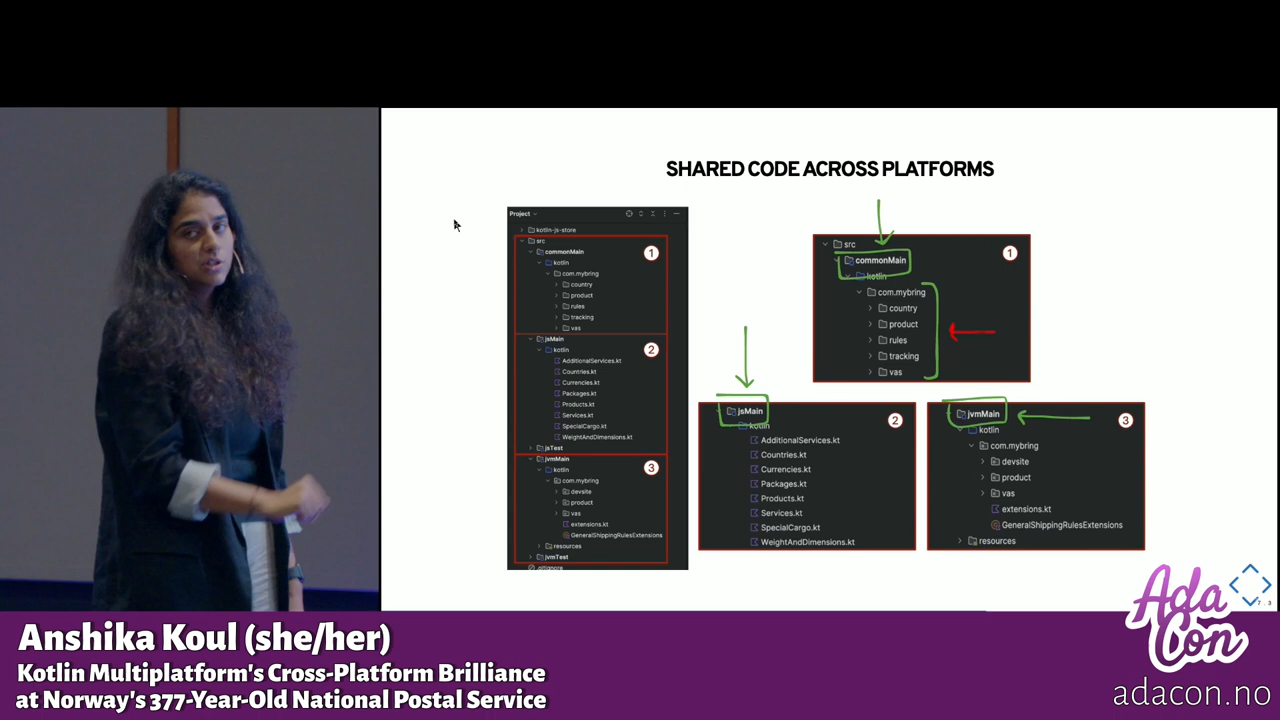 SHARED CODE ACROSS PLATFORMS
Project
kotlin-js-store
src
commonMain
kotlin
com.mybring
country
product
rules
tracking
vas
1
jsMain
kotlin
AdditionalServices.kt
Countries.kt
Currencies.kt
Packages.kt
Products.kt
Services.kt
SpecialCargo.kt
WeightAndDimensions.kt
2
jsTest
jvmMain
kotlin
com.mybring
devsite
product
vas
extensions.kt
GeneralShippingRulesExtensions
resources
3
jvmTest
.gitignore
src
commonMain
kotlin
com.mybring
country
product
rules
tracking
vas
1
jsMain
kotlin
AdditionalServices.kt
Countries.kt
Currencies.kt
Packages.kt
Products.kt
Services.kt
SpecialCargo.kt
WeightAndDimensions.kt
2
jvmMain
kotlin
com.mybring
devsite
product
vas
extensions.kt
GeneralShippingRulesExtensions
resources
3
7.3
Anshika Koul (she/her)
Kotlin Multiplatform's Cross-Platform Brilliance
at Norway's 377-Year-Old National Postal Service
Ada
Con
adacon.no